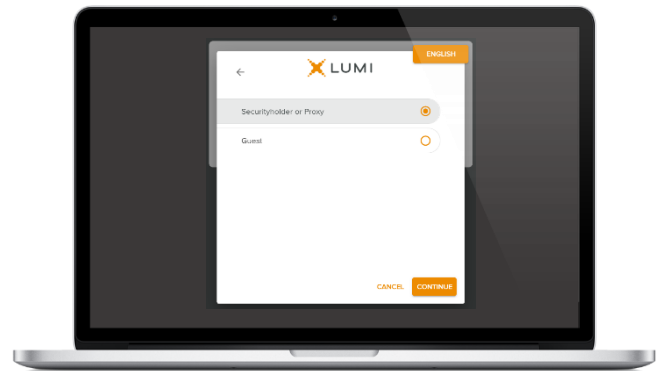 ENGLISH
LUMI
Securityholder or Proxy
Guest
CANCEL
CONTINUE